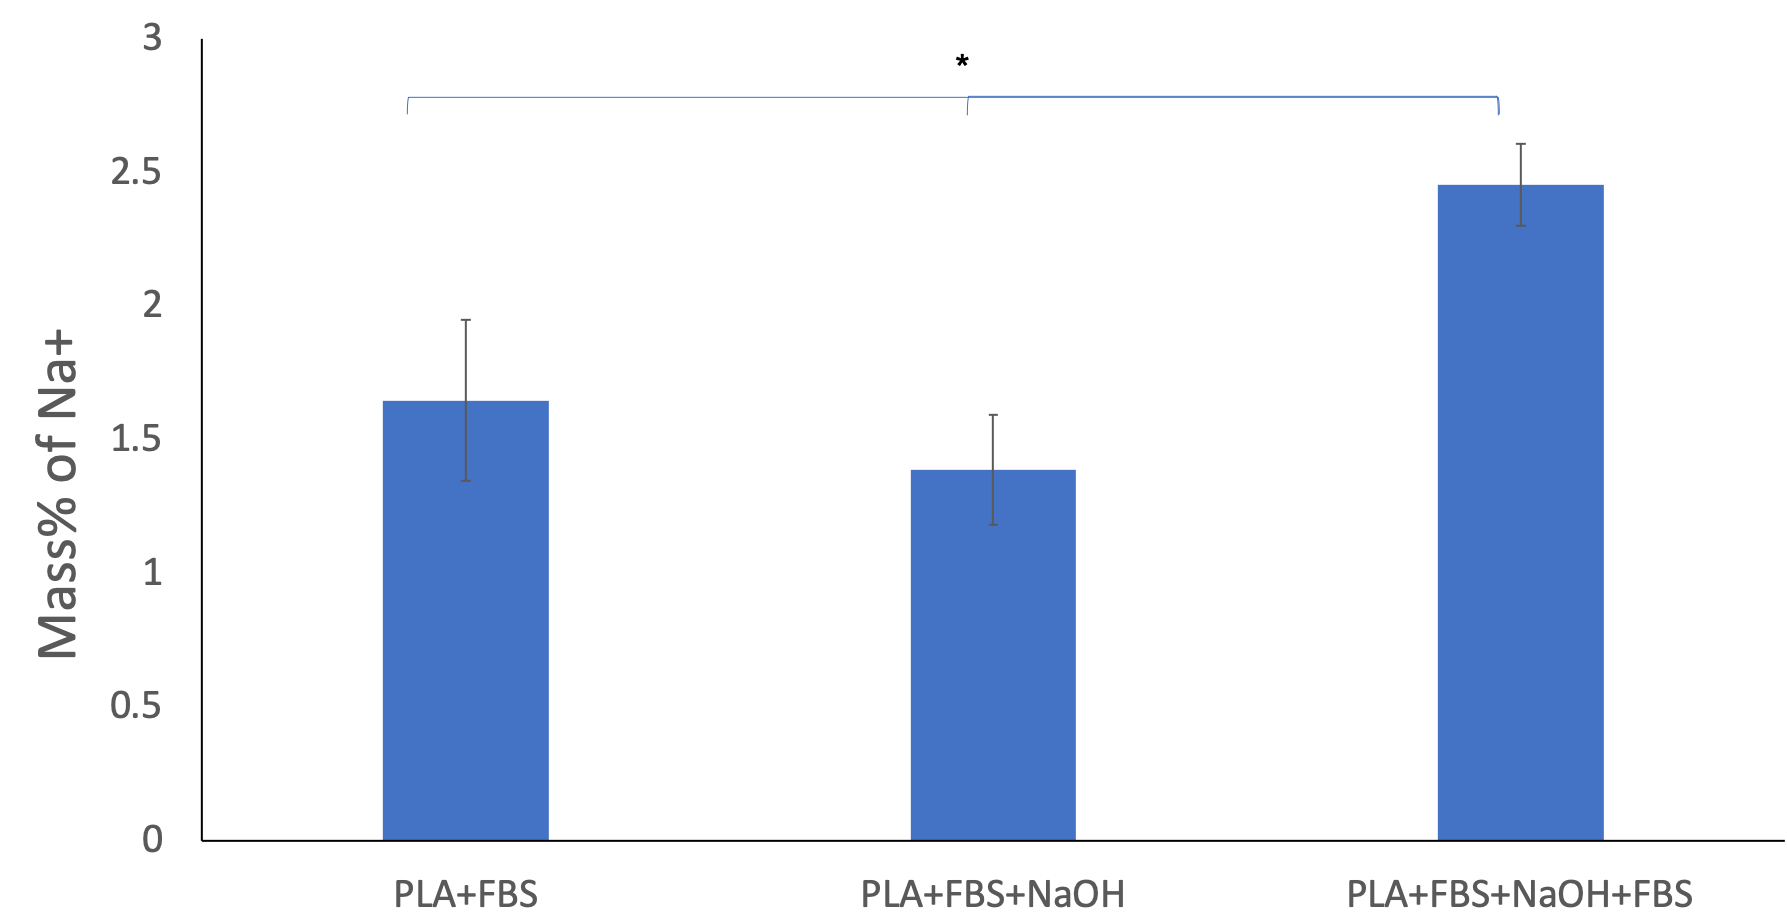 3
*
2.5
2
1.5
1
0.5
0
Mass% of Na+
PLA+FBS
PLA+FBS+NaOH
PLA+FBS+NaOH+FBS